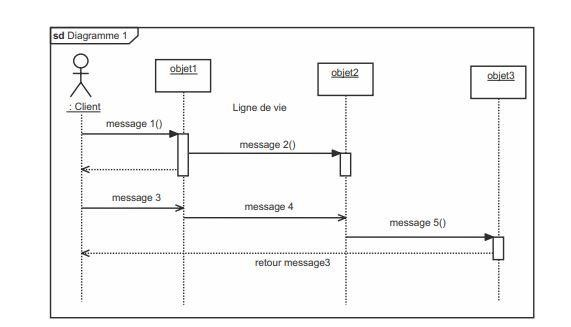 sd Diagramme 1
objet1
objet2
objet3
: Client
Ligne de vie
message 1()
message 2()
message 3
message 4
message 5()
retour message3